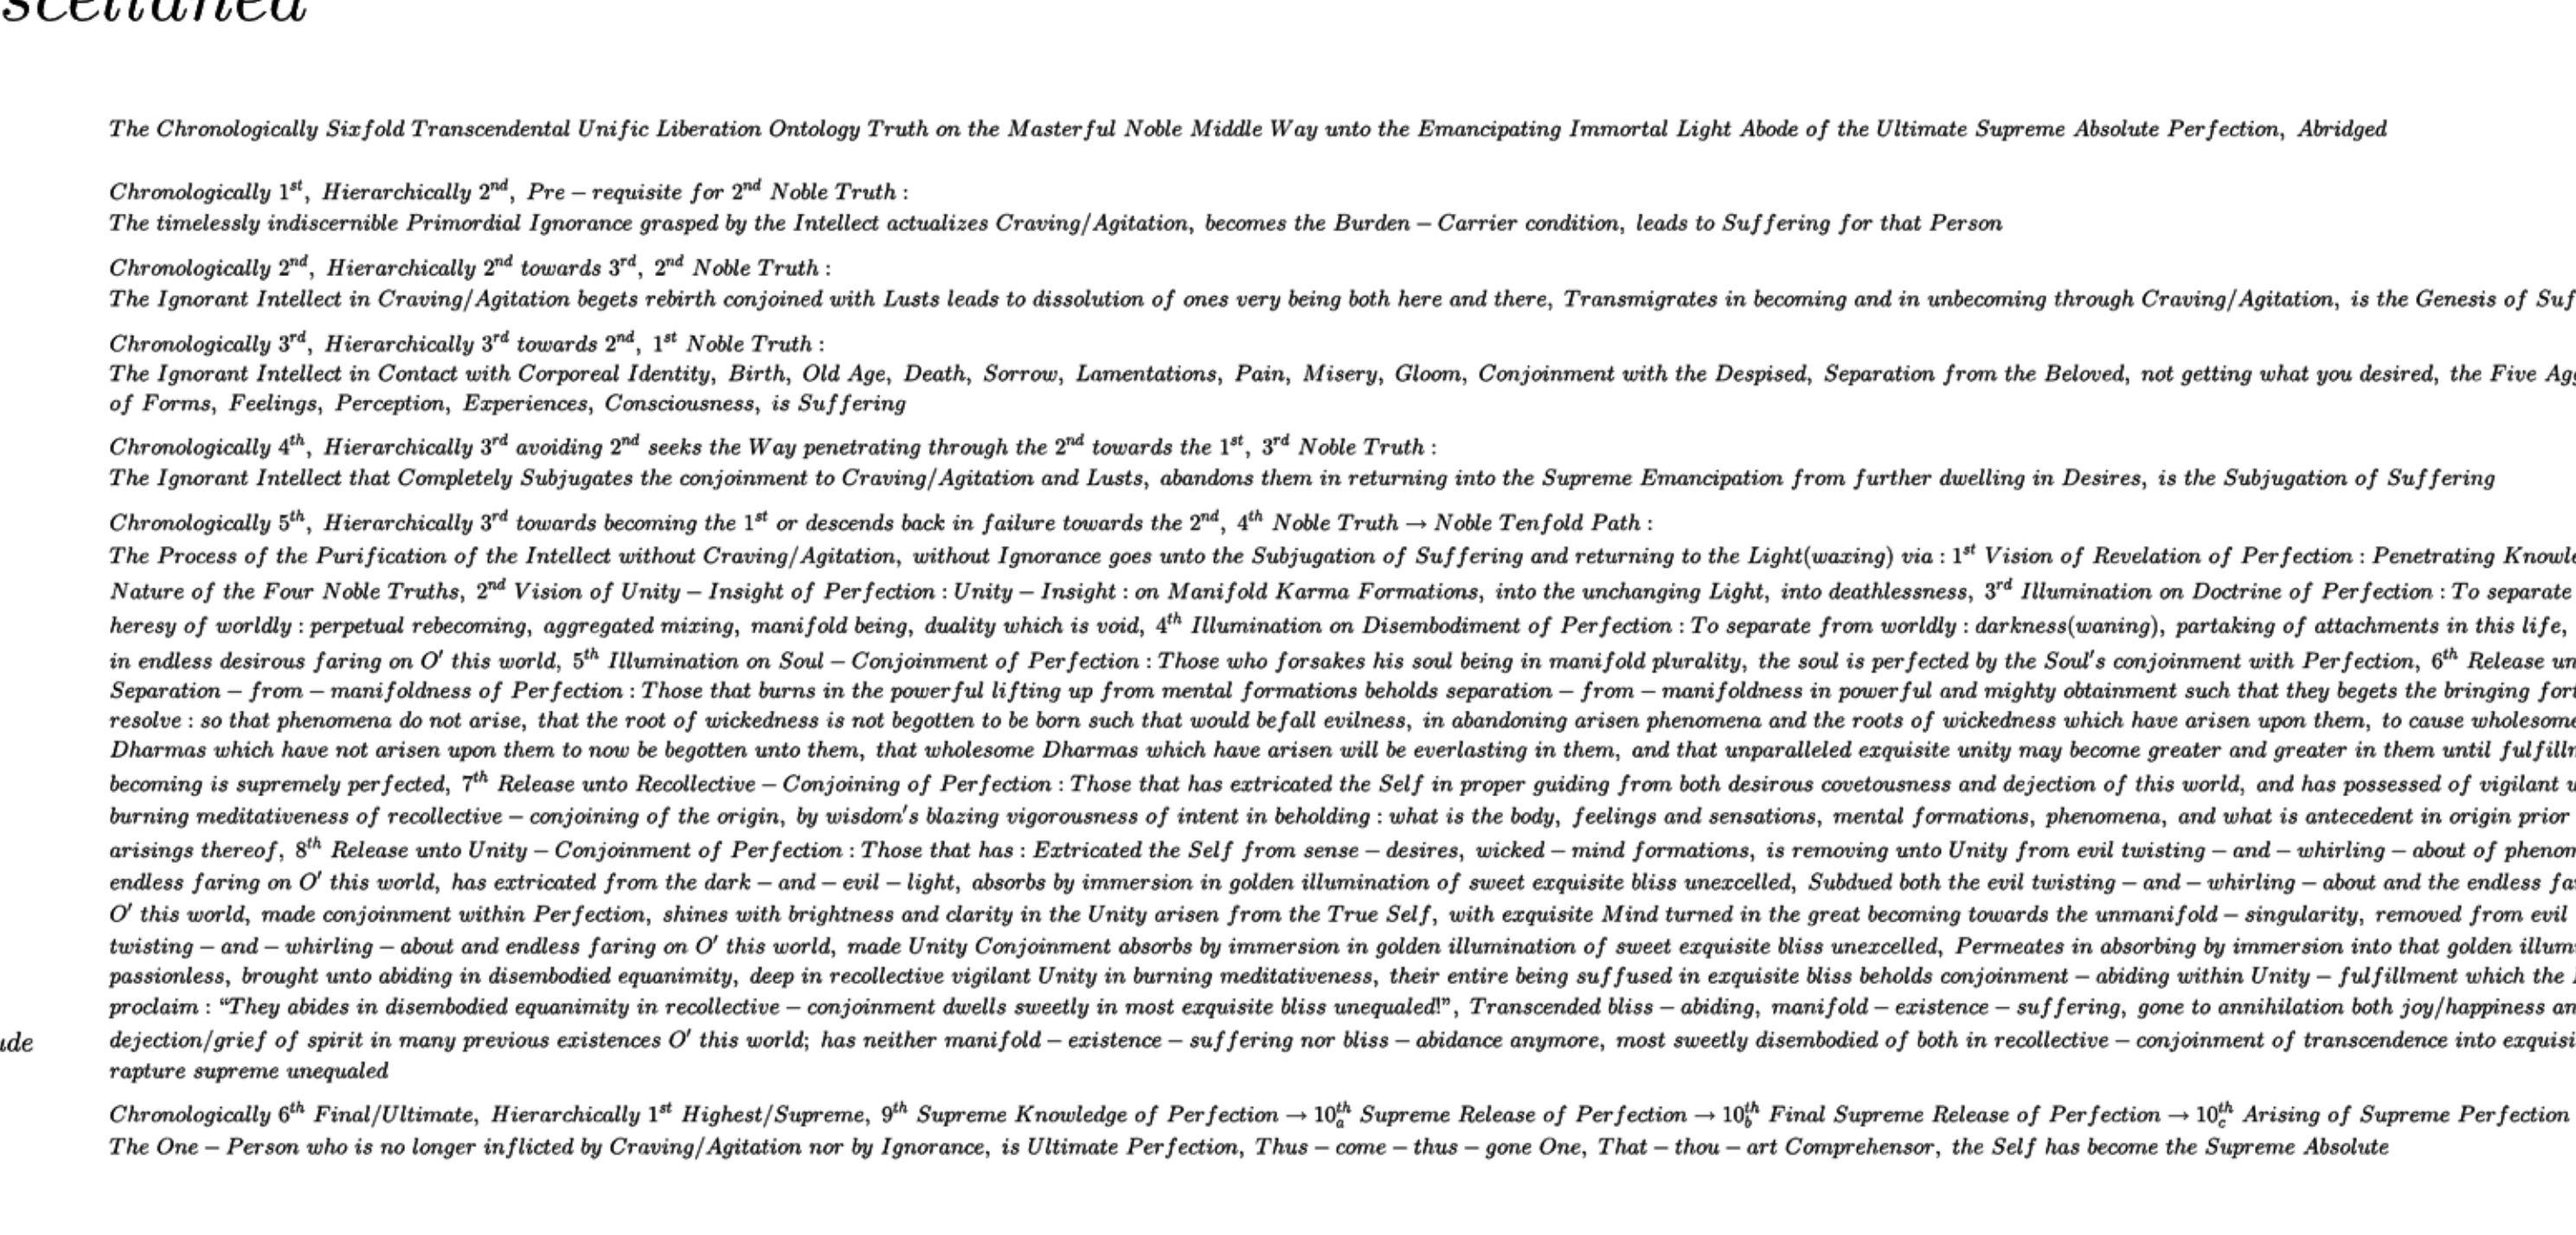 The Chronologically Sixfold Transcendental Unific Liberation Ontology Truth on the Masterful Noble Middle Way unto the Emancipating Immortal Light Abode of the Ultimate Supreme Absolute Perfection, Abridged
Chronologically 1st, Hierarchically 2nd, Pre – requisite for 2nd Noble Truth :
The timelessly indiscernible Primordial Ignorance grasped by the Intellect actualizes Craving/Agitation, becomes the Burden – Carrier condition, leads to Suffering for that Person
Chronologically 2nd, Hierarchically 2nd towards 3rd, 2nd Noble Truth :
The Ignorant Intellect in Craving/Agitation begets rebirth conjoined with Lusts leads to dissolution of ones very being both here and there, Transmigrates in becoming and in unbecoming through Craving/Agitation, is the Genesis of Suf
Chronologically 3rd, Hierarchically 3rd towards 2nd, 1st Noble Truth :
The Ignorant Intellect in Contact with Corporeal Identity, Birth, Old Age, Death, Sorrow, Lamentations, Pain, Misery, Gloom, Conjoinment with the Despised, Separation from the Beloved, not getting what you desired, the Five
of Forms, Feelings, Perception, Experiences, Consciousness, is Suffering
Chronologically 4th, Hierarchically 3rd avoiding 2nd seeks the Way penetrating through the 2nd towards the 1st, 3rd Noble Truth :
The Ignorant Intellect that Completely Subjugates the conjoinment to Craving/Agitation and Lusts, abandons them in returning into the Supreme Emancipation from further dwelling in Desires, is the Subjugation of Suffering
Chronologically 5th, Hierarchically 3rd towards becoming the 1st or descends back in failure towards the 2nd, 4th Noble Truth → Noble Tenfold Path :
The Process of the Purification of the Intellect without Craving/Agitation, without Ignorance goes unto the Subjugation of Suffering and returning to the Light(waxing) via : 1st Vision of Revelation of Perfection : Penetrating Knowl
Nature of the Four Noble Truths, 2nd Vision of Unity – Insight of Perfection : Unity – Insight : on Manifold Karma Formations, into the unchanging Light, into deathlessness, 3rd Illumination on Doctrine of Perfection : To separate
heresy of worldly : perpetual rebecoming, aggregated mixing, manifold being, duality which is void, 4th Illumination on Disembodiment of Perfection : To separate from worldly : darkness(waning), partaking of attachments in this life,
in endless desirous faring on O′ this world, 5th Illumination on Soul – Conjoinment of Perfection : Those who forsakes his soul being in manifold plurality, the soul is perfected by the Soul′s conjoinment with Perfection, 6th Release un
Separation – from – manifoldness of Perfection : Those that burns in the powerful lifting up from mental formations beholds separation – from – manifoldness in powerful and mighty obtainment such that they begets the bringing for
resolve : so that phenomena do not arise, that the root of wickedness is not begotten to be born such that would befall evilness, in abandoning arisen phenomena and the roots of wickedness which have arisen upon them, to cause wholesome
Dharmas which have not arisen upon them to now be begotten unto them, that wholesome Dharmas which have arisen will be everlasting in them, and that unparalleled exquisite unity may become greater and greater in them until fulfill
becoming is supremely perfected, 7th Release unto Recollective – Conjoining of Perfection : Those that has extricated the Self in proper guiding from both desirous covetousness and dejection of this world, and has possessed of vigilant
burning meditativeness of recollective – conjoining of the origin, by wisdom′s blazing vigorousness of intent in beholding : what is the body, feelings and sensations, mental formations, phenomena, and what is antecedent in origin prior
arisings thereof, 8th Release unto Unity – Conjoinment of Perfection : Those that has : Extricated the Self from sense – desires, wicked – mind formations, is removing unto Unity from evil twisting – and – whirling – about of phenom
endless faring on O′ this world, has extricated from the dark – and – evil – light, absorbs by immersion in golden illumination of sweet exquisite bliss unexcelled, Subdued both the evil twisting – and – whirling – about and the endless fa
O′ this world, made conjoinment within Perfection, shines with brightness and clarity in the Unity arisen from the True Self, with exquisite Mind turned in the great becoming towards the unmanifold – singularity, removed from evil
twisting – and – whirling – about and endless faring on O′ this world, made Unity Conjoinment absorbs by immersion in golden illumination of sweet exquisite bliss unexcelled, Permeates in absorbing by immersion into that golden illum
passionless, brought unto abiding in disembodied equanimity, deep in recollective vigilant Unity in burning meditativeness, their entire being suffused in exquisite bliss beholds conjoinment – abiding within Unity – fulfillment which the
proclaim : “They abides in disembodied equanimity in recollective – conjoinment dwells sweetly in most exquisite bliss unequaled!”, Transcended bliss – abiding, manifold – existence – suffering, gone to annihilation both joy/happiness an
ude
dejection/grief of spirit in many previous existences O′ this world; has neither manifold – existence – suffering nor bliss – abidance anymore, most sweetly disembodied of both in recollective – conjoinment of transcendence into exquisi
rapture supreme unequaled
Chronologically 6th Final/Ultimate, Hierarchically 1st Highest/Supreme, 9th Supreme Knowledge of Perfection → 10ath Supreme Release of Perfection → 10bth Final Supreme Release of Perfection → 10cth Arising of Supreme Perfection
The One – Person who is no longer inflicted by Craving/Agitation nor by Ignorance, is Ultimate Perfection, Thus – come – thus – gone One, That – thou – art Comprehensor, the Self has become the Supreme Absolute